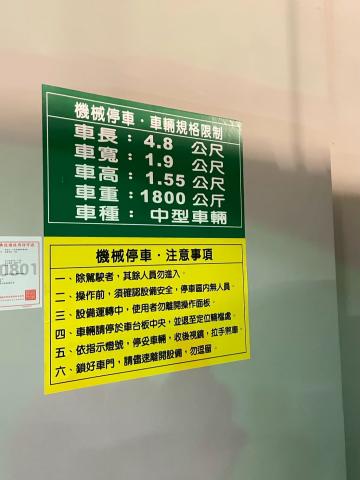 機械停車・車輛規格限制
車長：4.8 公尺
車寬：1.9 公尺
車高：1.55 公尺
車重：1800 公斤
車種：中型車輛
機械停車・注意事項
一、除駕駛者，其餘人員勿進入。
二、操作前，須確認設備安全，停車區內無人員。
三、設備運轉中，使用者勿離開操作面板。
四、車輛請停於車台板中央，並退至定位輪檔處。
五、依指示燈號，停妥車輛，收後視鏡，拉手煞車。
六、鎖好車門，請儘速離開設備，勿逗留。
0801